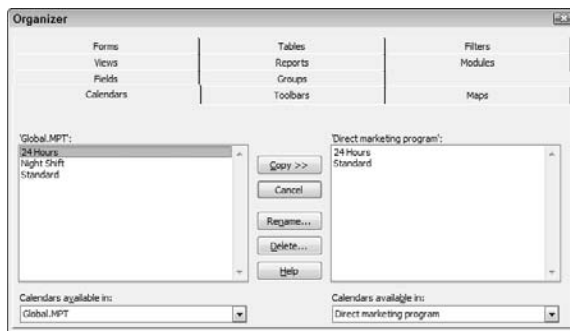 Organizer
Forms Tables Filters
Views Reports Modules
Fields Groups
Calendars Toolbars Maps
'Global.MPT': 'Direct marketing program':
24 Hours 24 Hours
Night Shift Standard
Standard
Copy >>
Cancel
Rename...
Delete...
Help
Calendars available in: Calendars available in:
Global.MPT Direct marketing program